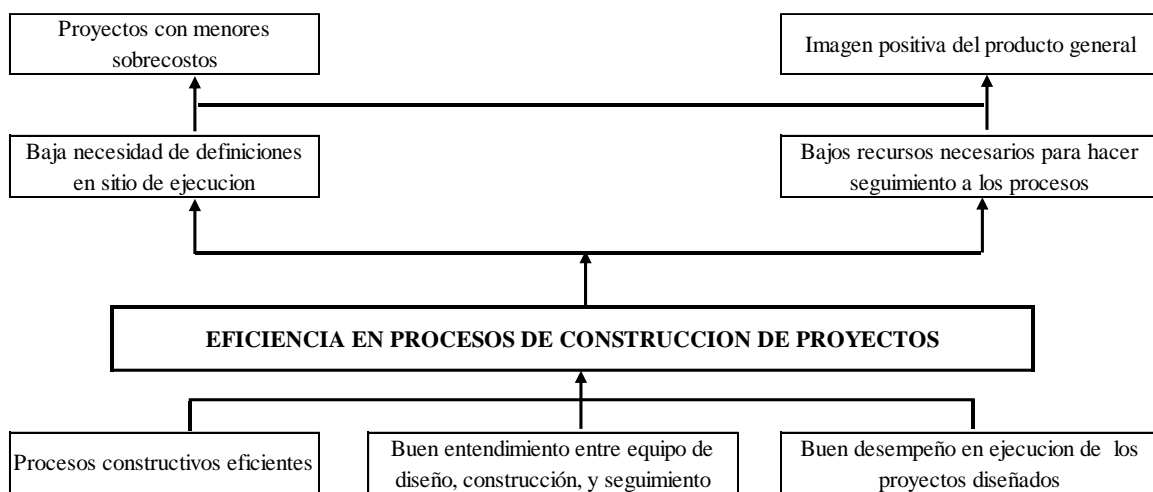 Proyectos con menores
sobrecostos
Imagen positiva del producto general
Baja necesidad de definiciones
en sitio de ejecucion
Bajos recursos necesarios para hacer
seguimiento a los procesos
EFICIENCIA EN PROCESOS DE CONSTRUCCION DE PROYECTOS
Procesos constructivos eficientes
Buen entendimiento entre equipo de
diseño, construcción, y seguimiento
Buen desempeño en ejecucion de los
proyectos diseñados